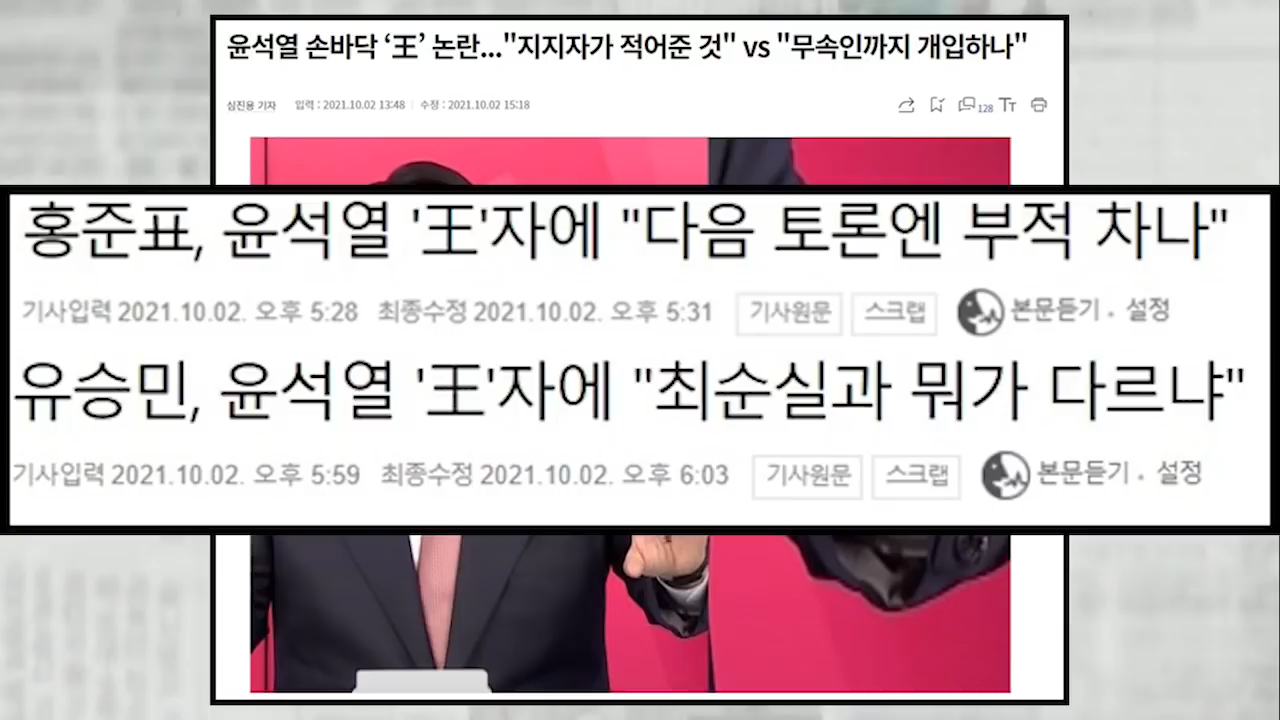 윤석열 손바닥 ‘王’ 논란..."지지자가 적어준 것" vs "무속인까지 개입하나"
심진용 기자 입력 : 2021.10.02 13:48 수정 : 2021.10.02 15:18
128 TT
홍준표, 윤석열 '王'자에 "다음 토론엔 부적 차나"
기사입력 2021.10.02. 오후 5:28 최종수정 2021.10.02. 오후 5:31 기사원문 스크랩 본문듣기 · 설정
유승민, 윤석열 '王'자에 "최순실과 뭐가 다르냐"
기사입력 2021.10.02. 오후 5:59 최종수정 2021.10.02. 오후 6:03 기사원문 스크랩 본문듣기 · 설정